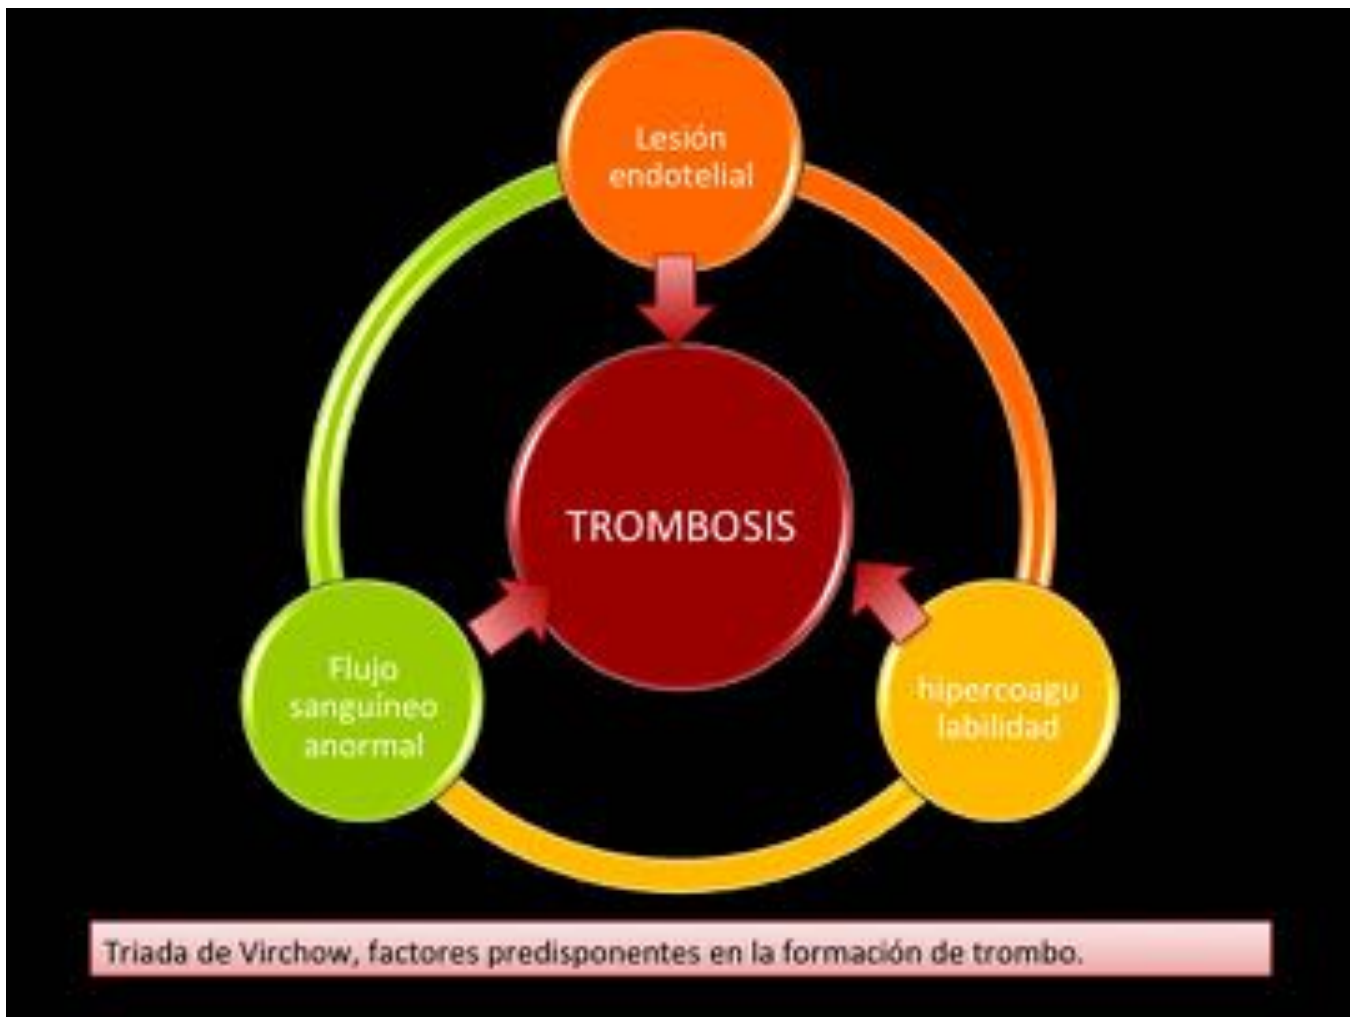 Lesión
endotelial
TROMBOSIS
Flujo
sanguíneo
anormal
hipercoagu
labilidad
Triada de Virchow, factores predisponentes en la formación de trombo.